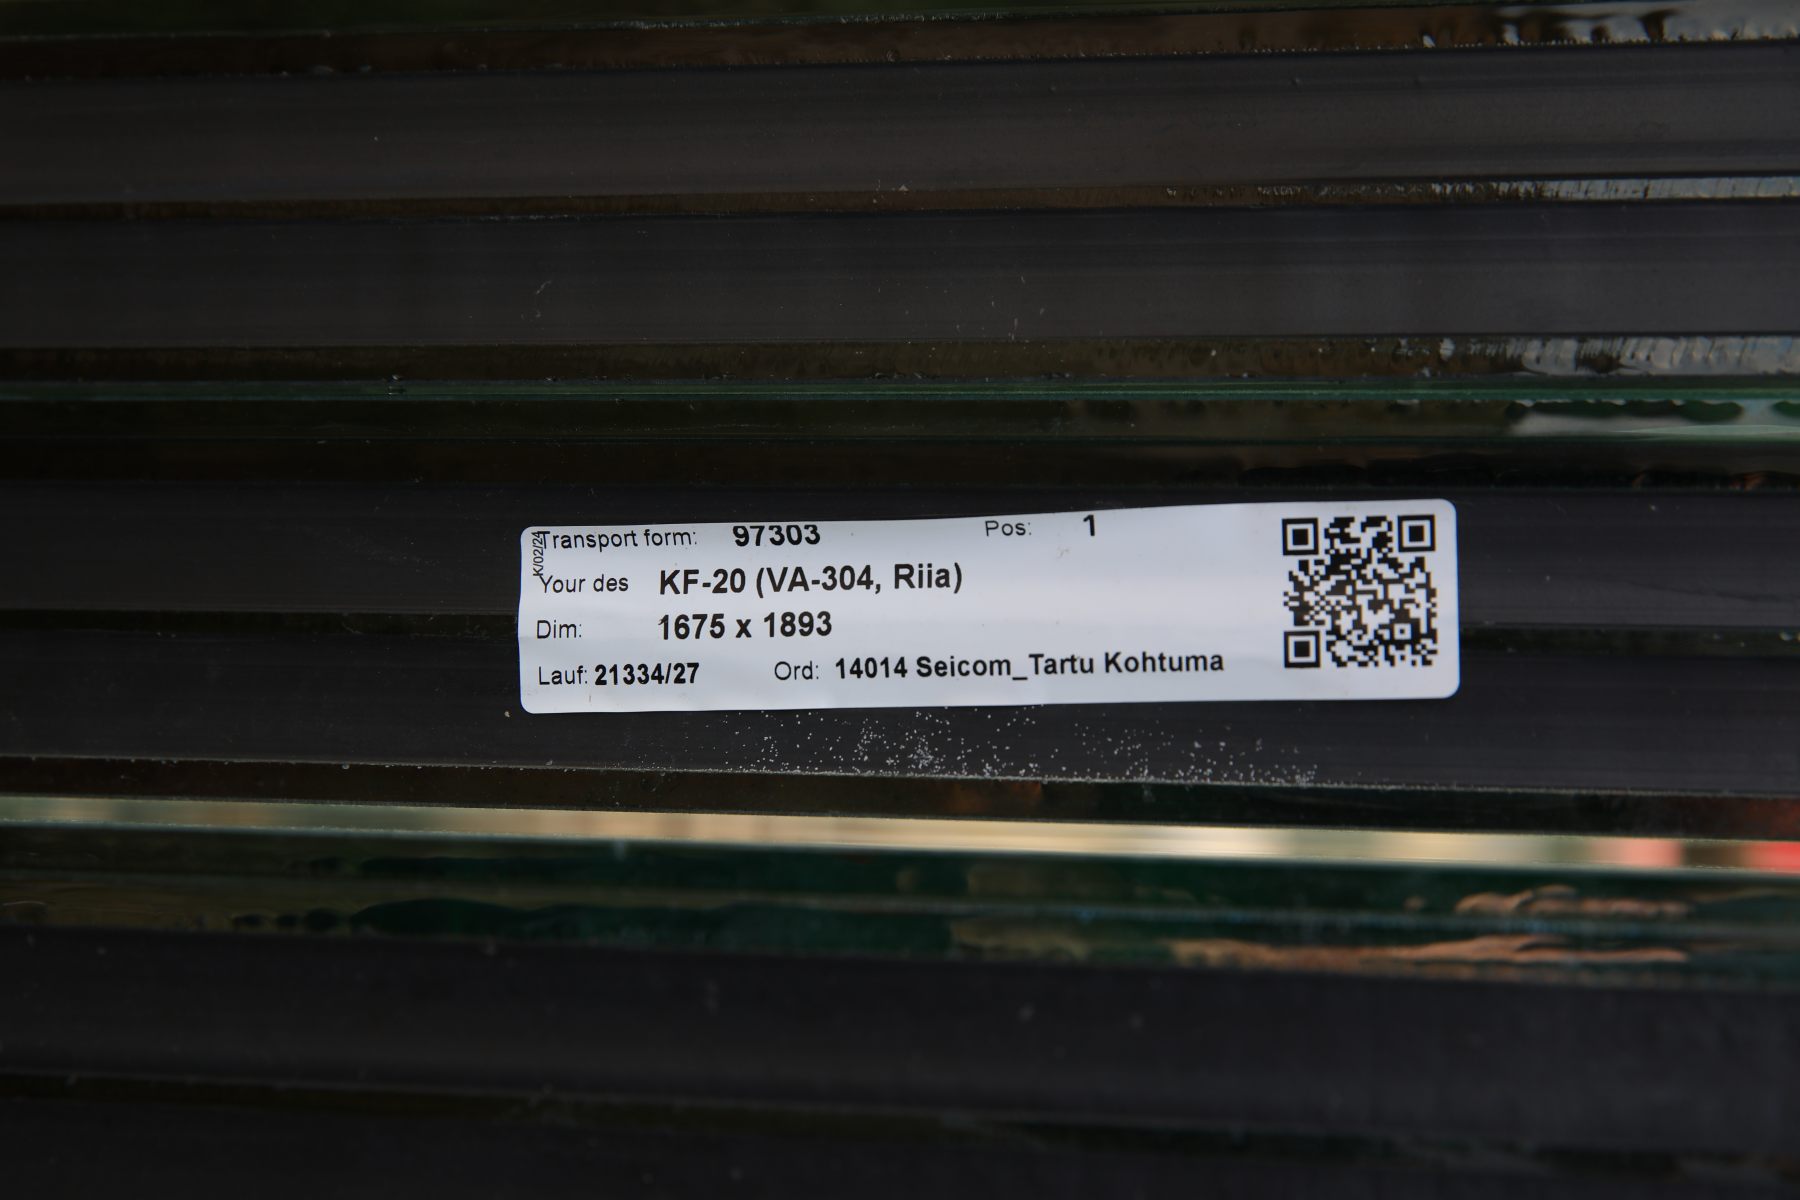 Transport form: 97303 Pos: 1
K/02/24
Your des KF-20 (VA-304, Riia)
Dim: 1675 x 1893
Lauf: 21334/27 Ord: 14014 Seicom_Tartu Kohtuma